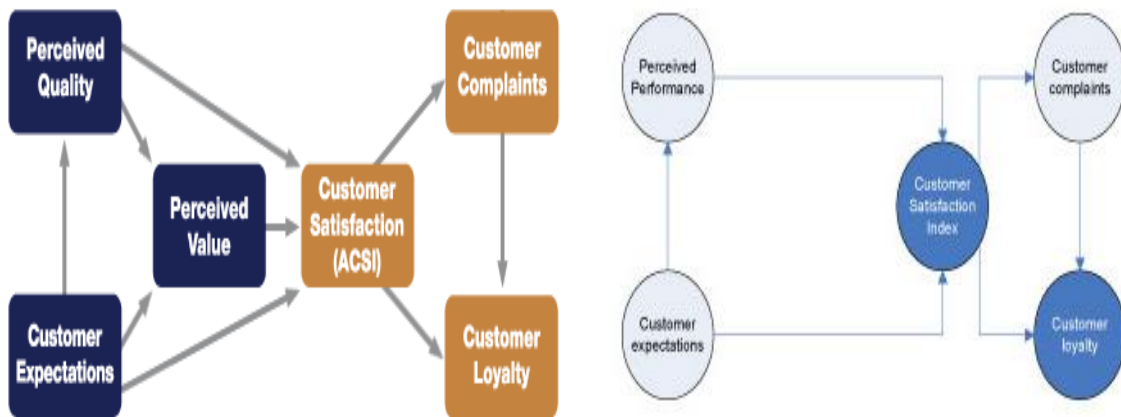 Perceived
Quality
Customer
Complaints
Perceived
Value
Customer
Satisfaction
(ACSI)
Customer
Expectations
Customer
Loyalty
Perceived
Performance
Customer
complaints
Customer
Satisfaction
Index
Customer
expectations
Customer
loyalty